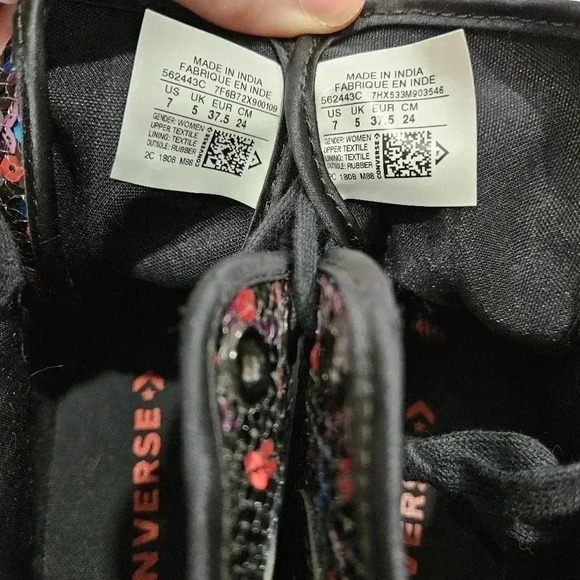 MADE IN INDIA
FABRIQUE EN INDE
562443C 7F6B72X900109
US UK EUR CM
7 5 37.5 24
GENDER: WOMEN
UPPER: TEXTILE
LINING: TEXTILE
OUTSOLE: RUBBER
2C 1808 M88
CONVERSE
MADE IN INDIA
FABRIQUE EN INDE
562443C 7HX533M903546
US UK EUR CM
7 5 37.5 24
GENDER: WOMEN
UPPER TEXTILE
LINING: TEXTILE
OUTSOLE: RUBBER
2C 1808 M88
CONVERSE
ONVERSE
VERSE